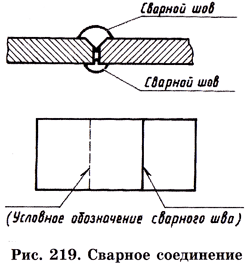 Сварной шов
Сварной шов
(Условное обозначение сварного шва)
Рис. 219. Сварное соединение